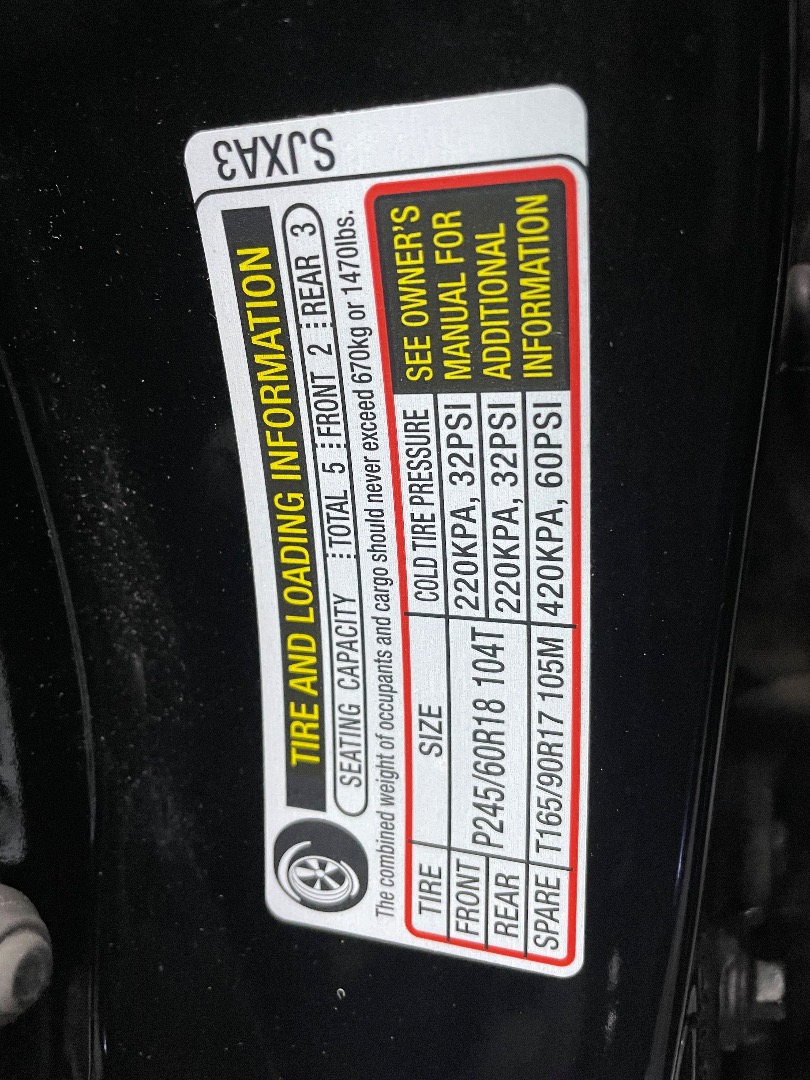 SJXA3
TIRE AND LOADING INFORMATION
SEATING CAPACITY TOTAL 5 FRONT 2 REAR 3
The combined weight of occupants and cargo should never exceed 670kg or 1470lbs.
TIRE SIZE COLD TIRE PRESSURE
FRONT P245/60R18 104T 220KPA, 32PSI
REAR 220KPA, 32PSI
SPARE T165/90R17 105M 420KPA, 60PSI
SEE OWNER'S
MANUAL FOR
ADDITIONAL
INFORMATION